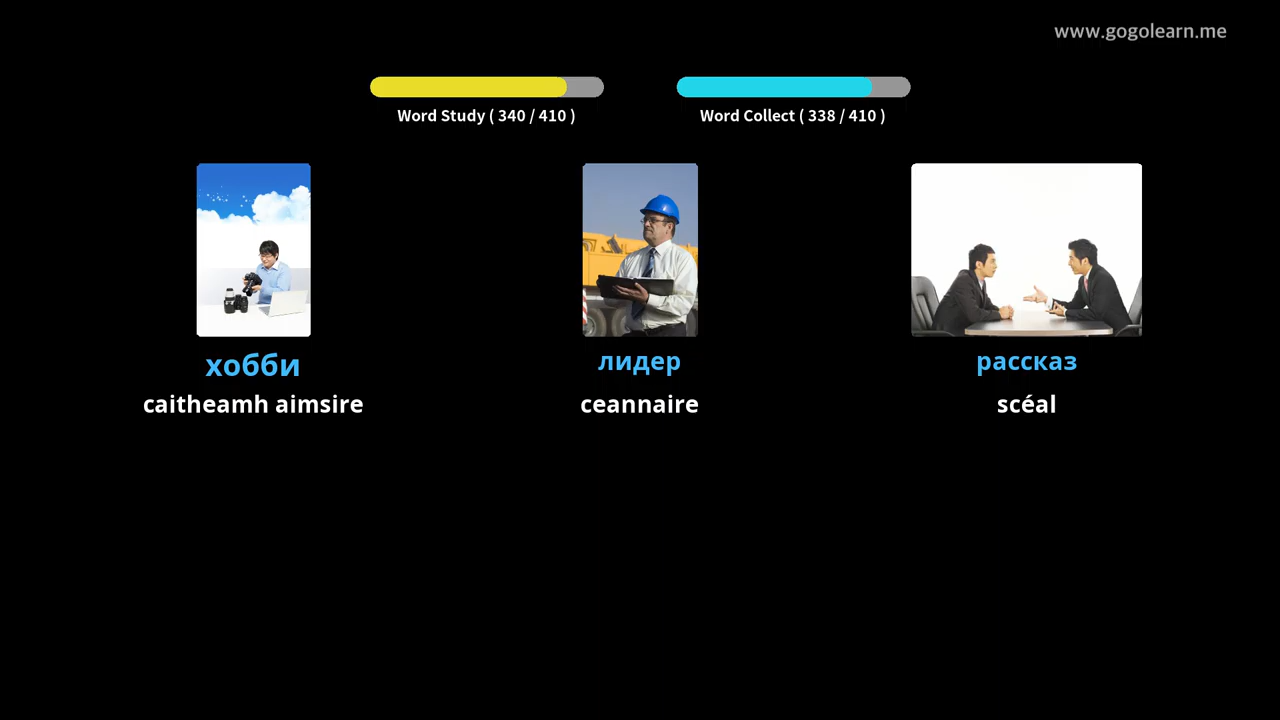 www.gogolearn.me
Word Study ( 340 / 410 )
Word Collect ( 338 / 410 )
хобби
лидер
рассказ
caitheamh aimsire
ceannaire
scéal